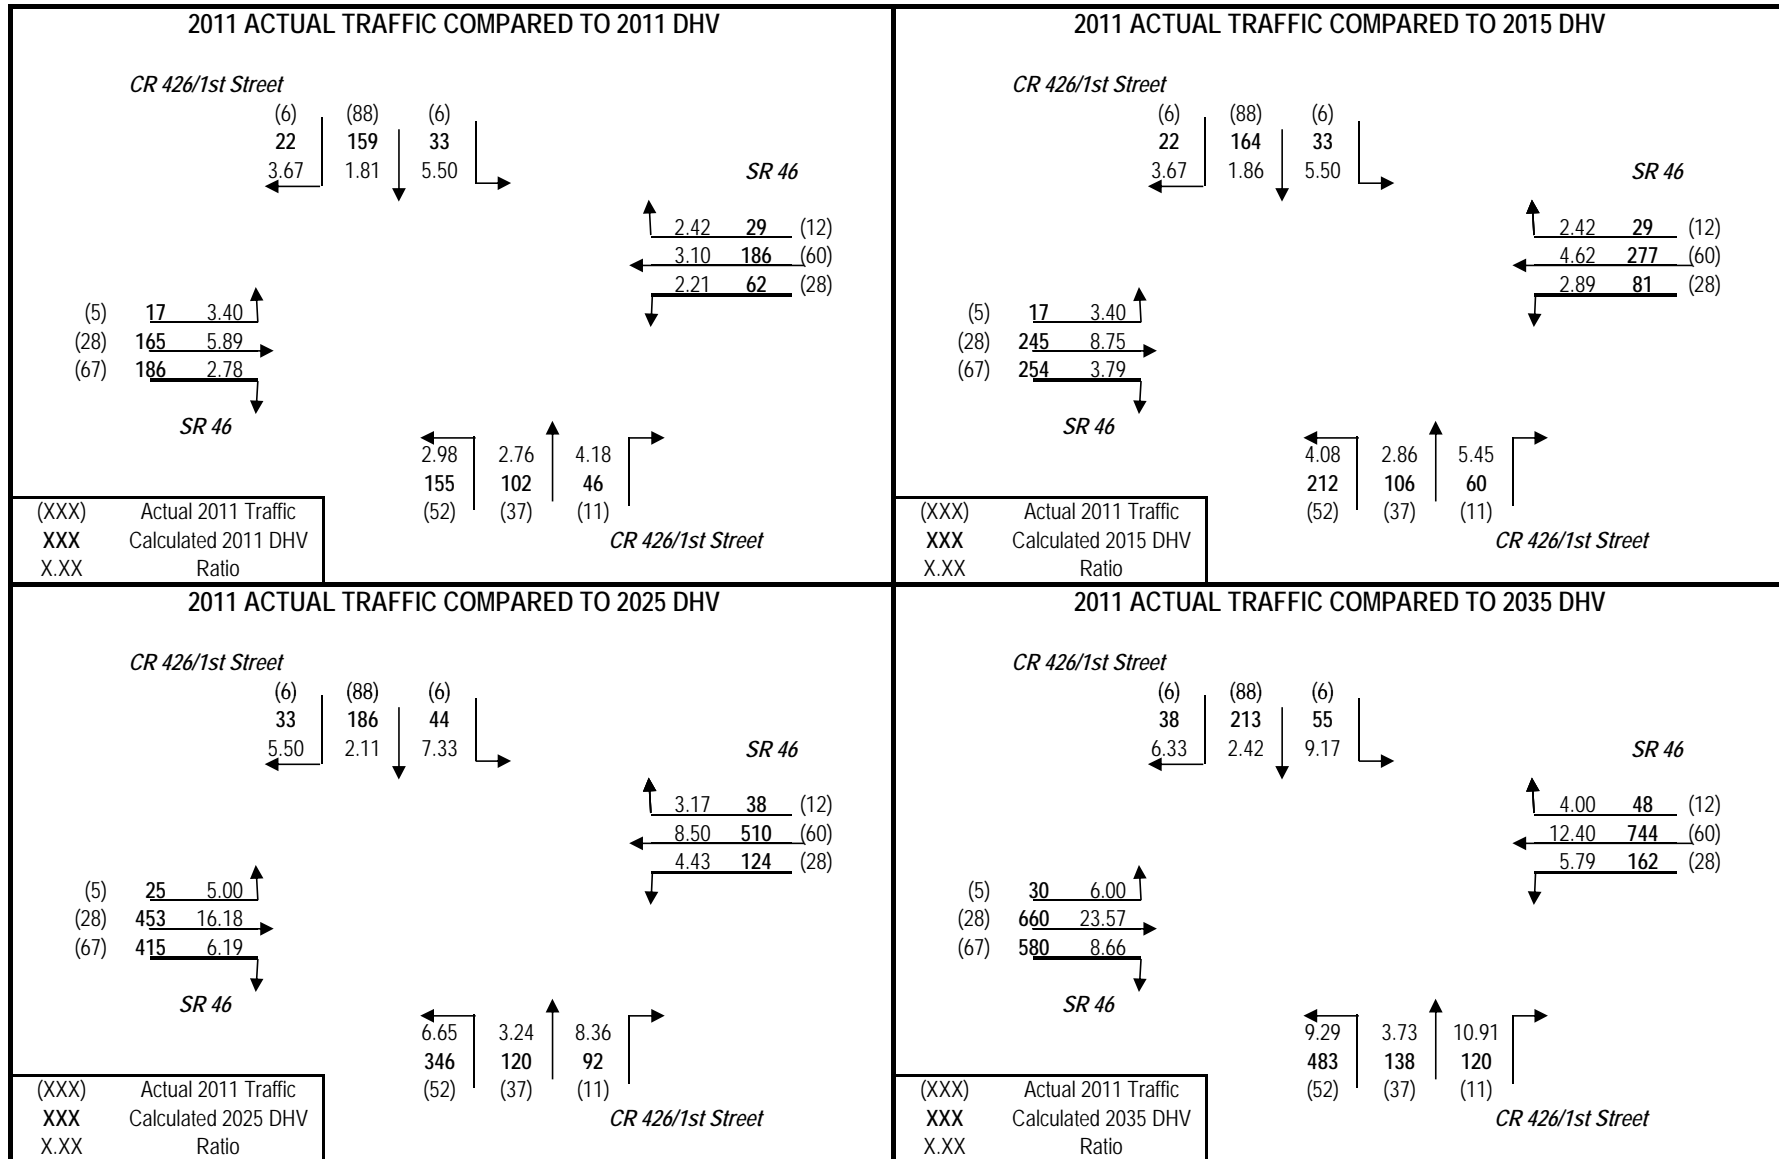 2011 ACTUAL TRAFFIC COMPARED TO 2011 DHV
CR 426/1st Street
(6) (88) (6)
22 159 33
3.67 1.81 5.50
SR 46
2.42 29 (12)
3.10 186 (60)
2.21 62 (28)
(5) 17 3.40
(28) 165 5.89
(67) 186 2.78
SR 46
2.98 2.76 4.18
155 102 46
(52) (37) (11)
CR 426/1st Street
(XXX) Actual 2011 Traffic
XXX Calculated 2011 DHV
X.XX Ratio
2011 ACTUAL TRAFFIC COMPARED TO 2015 DHV
CR 426/1st Street
(6) (88) (6)
22 164 33
3.67 1.86 5.50
SR 46
2.42 29 (12)
4.62 277 (60)
2.89 81 (28)
(5) 17 3.40
(28) 245 8.75
(67) 254 3.79
SR 46
4.08 2.86 5.45
212 106 60
(52) (37) (11)
CR 426/1st Street
(XXX) Actual 2011 Traffic
XXX Calculated 2015 DHV
X.XX Ratio
2011 ACTUAL TRAFFIC COMPARED TO 2025 DHV
CR 426/1st Street
(6) (88) (6)
33 186 44
5.50 2.11 7.33
SR 46
3.17 38 (12)
8.50 510 (60)
4.43 124 (28)
(5) 25 5.00
(28) 453 16.18
(67) 415 6.19
SR 46
6.65 3.24 8.36
346 120 92
(52) (37) (11)
CR 426/1st Street
(XXX) Actual 2011 Traffic
XXX Calculated 2025 DHV
X.XX Ratio
2011 ACTUAL TRAFFIC COMPARED TO 2035 DHV
CR 426/1st Street
(6) (88) (6)
38 213 55
6.33 2.42 9.17
SR 46
4.00 48 (12)
12.40 744 (60)
5.79 162 (28)
(5) 30 6.00
(28) 660 23.57
(67) 580 8.66
SR 46
9.29 3.73 10.91
483 138 120
(52) (37) (11)
CR 426/1st Street
(XXX) Actual 2011 Traffic
XXX Calculated 2035 DHV
X.XX Ratio